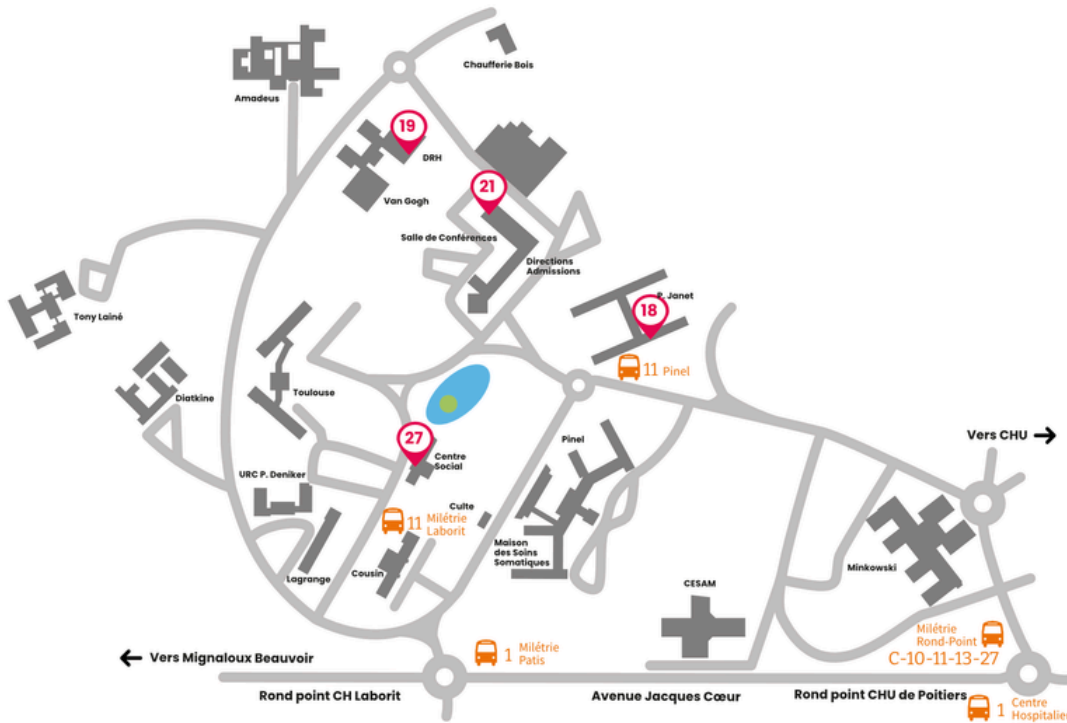 Chaufferie Bois
Amadeus
19
DRH
21
Van Gogh
Salle de Conférences
Directions
Admissions
P. Janet
18
Tony Lainé
11 Pinel
Diatkine
Toulouse
27
Pinel
Vers CHU
Centre
Social
URC P. Deniker
Culte
11 Milétrie
Laborit
Maison
des Soins
Somatiques
Minkowski
Lagrange
Cousin
CESAM
Milétrie
Rond-Point
C-10-11-13-27
1 Milétrie
Patis
Vers Mignaloux Beauvoir
Rond point CH Laborit
Avenue Jacques Cœur
Rond point CHU de Poitiers
1 Centre
Hospitalier